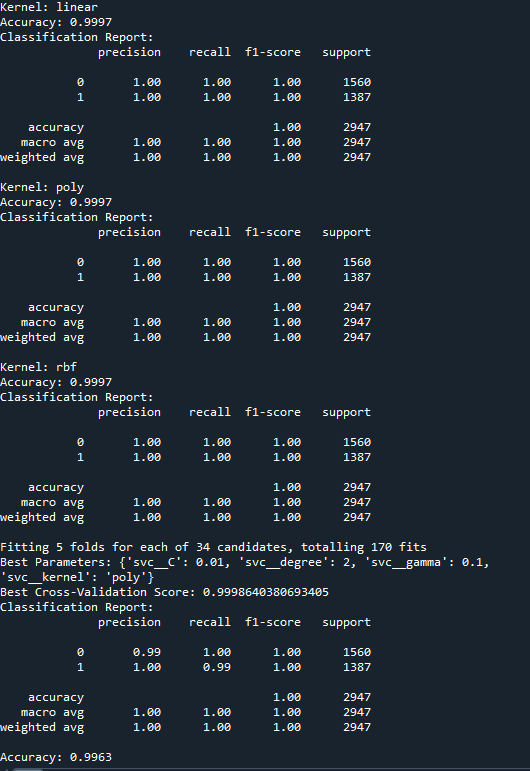 Kernel: linear
Accuracy: 0.9997
Classification Report:
precision recall f1-score support
0 1.00 1.00 1.00 1560
1 1.00 1.00 1.00 1387
accuracy 1.00 2947
macro avg 1.00 1.00 1.00 2947
weighted avg 1.00 1.00 1.00 2947
Kernel: poly
Accuracy: 0.9997
Classification Report:
precision recall f1-score support
0 1.00 1.00 1.00 1560
1 1.00 1.00 1.00 1387
accuracy 1.00 2947
macro avg 1.00 1.00 1.00 2947
weighted avg 1.00 1.00 1.00 2947
Kernel: rbf
Accuracy: 0.9997
Classification Report:
precision recall f1-score support
0 1.00 1.00 1.00 1560
1 1.00 1.00 1.00 1387
accuracy 1.00 2947
macro avg 1.00 1.00 1.00 2947
weighted avg 1.00 1.00 1.00 2947
Fitting 5 folds for each of 34 candidates, totalling 170 fits
Best Parameters: {'svc__C': 0.01, 'svc__degree': 2, 'svc__gamma': 0.1,
'svc__kernel': 'poly'}
Best Cross-Validation Score: 0.9998640380693405
Classification Report:
precision recall f1-score support
0 0.99 1.00 1.00 1560
1 1.00 0.99 1.00 1387
accuracy 1.00 2947
macro avg 1.00 1.00 1.00 2947
weighted avg 1.00 1.00 1.00 2947
Accuracy: 0.9963